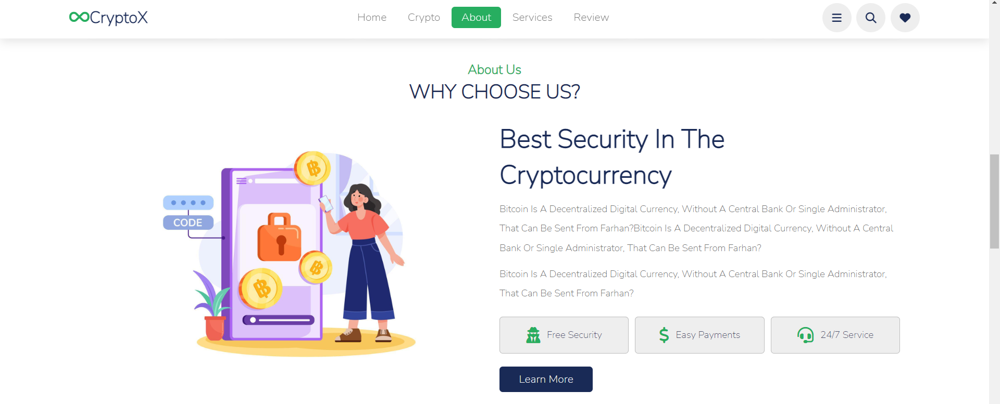 CryptoX
Home Crypto About Services Review
About Us
WHY CHOOSE US?
CODE
Best Security In The
Cryptocurrency
Bitcoin Is A Decentralized Digital Currency, Without A Central Bank Or Single Administrator,
That Can Be Sent From Farhan?Bitcoin Is A Decentralized Digital Currency, Without A Central
Bank Or Single Administrator, That Can Be Sent From Farhan?
Bitcoin Is A Decentralized Digital Currency, Without A Central Bank Or Single Administrator,
That Can Be Sent From Farhan?
Free Security
Easy Payments
24/7 Service
Learn More